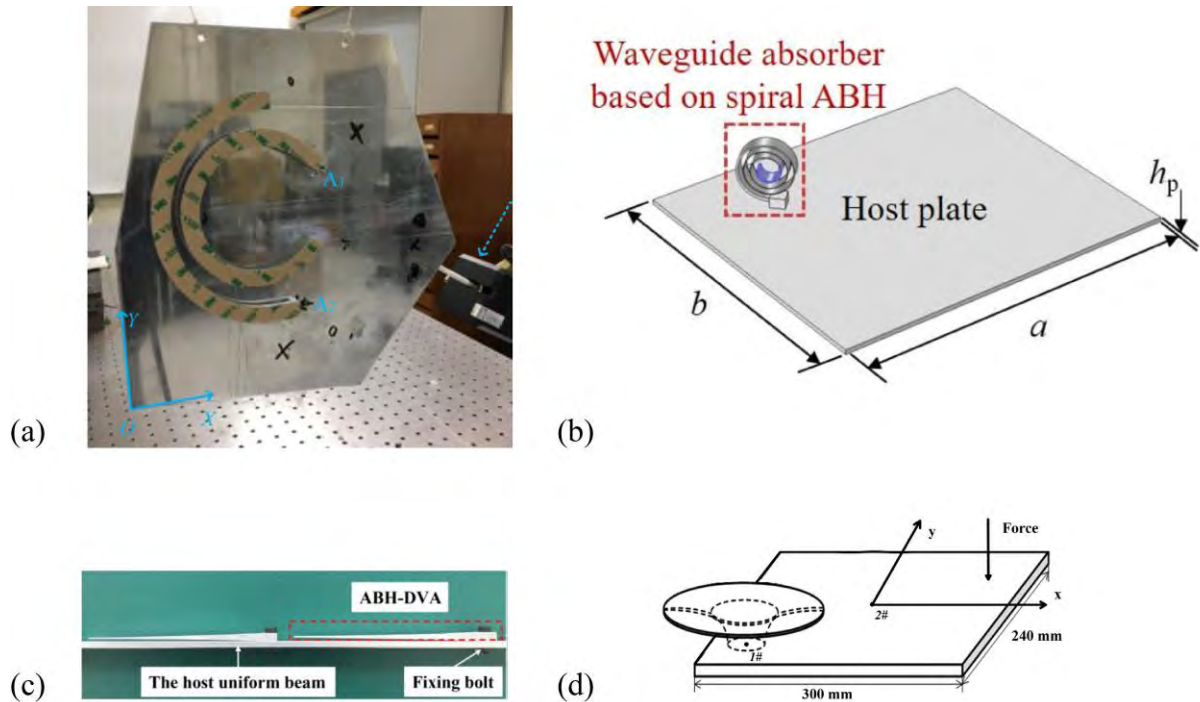 A1
A2
Y
O
X
(a)
Waveguide absorber
based on spiral ABH
Host plate
hp
b
a
(b)
ABH-DVA
The host uniform beam
Fixing bolt
(c)
Force
y
x
2#
1#
240 mm
300 mm
(d)